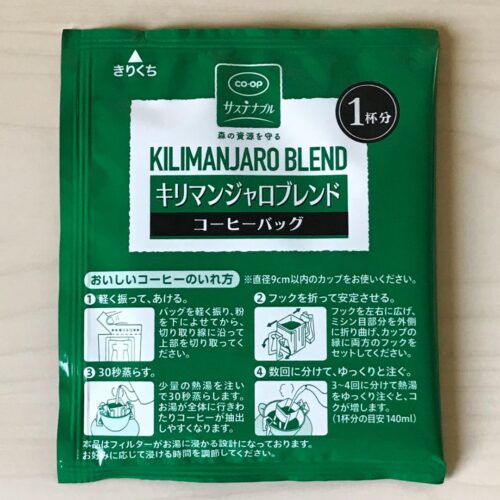 きりくち
CO·OP
サステナブル
森の資源を守る
1杯分
KILIMANJARO BLEND
キリマンジャロブレンド
コーヒーバッグ
おいしいコーヒーのいれ方
※直径9cm以内のカップをお使いください。
1 軽く振って、あける。
バッグを軽く振り、粉
を下によせてから、
切り取り線に沿って
上部を切り取ってく
ださい。
2 フックを折って安定させる。
フックを左右に広げ、
ミシン目部分を外側
に折り曲げ、カップの
縁に両方のフックを
セットしてください。
3 30秒蒸らす。
少量の熱湯を注い
で30秒蒸らします。
お湯が全体に行きわ
たりコーヒーが抽出
しやすくなります。
4 数回に分けて、ゆっくりと注ぐ。
3~4回に分けて熱湯
をゆっくり注ぐと、コ
クが増します。
(1杯分の目安140ml)
本品はフィルターがお湯に浸かる設計になっております。
お好みに応じて浸ける時間を調節してください。